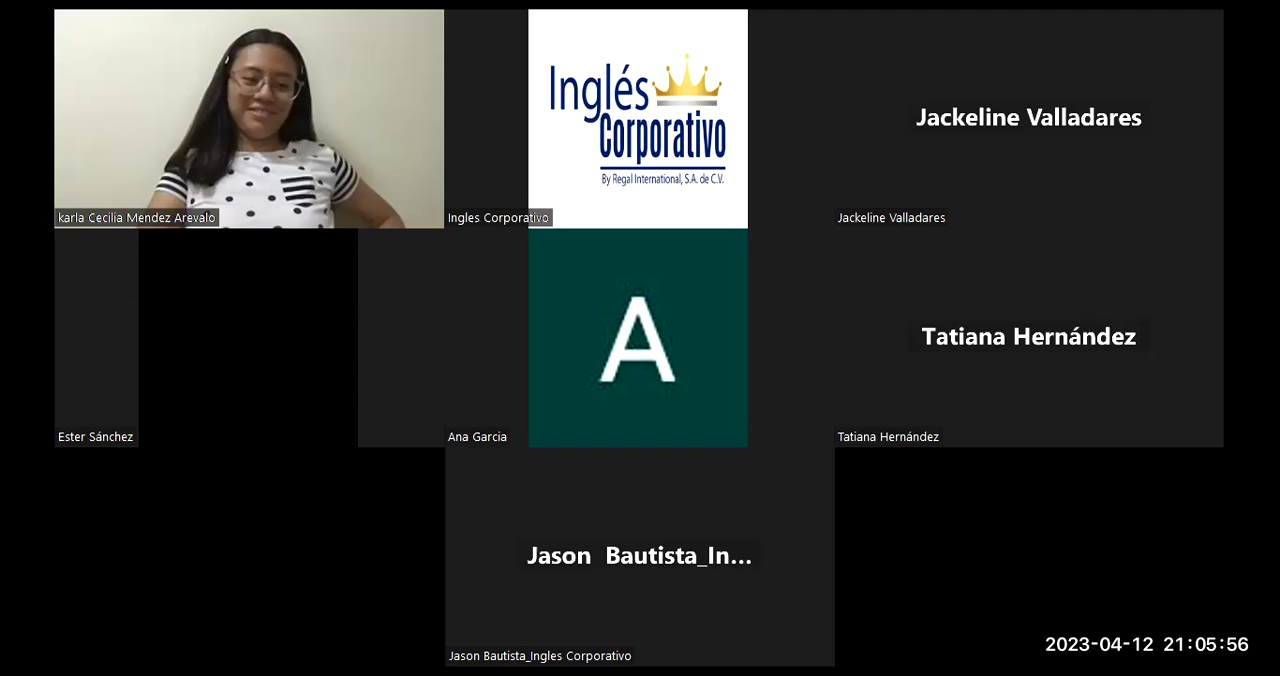 Inglés
Corporativo
By Regal International, S.A. de C.V.
Jackeline Valladares
karla Cecilia Mendez Arevalo
Ingles Corporativo
Jackeline Valladares
A
Tatiana Hernández
Ester Sánchez
Ana Garcia
Tatiana Hernández
Jason Bautista_In...
Jason Bautista_Ingles Corporativo
2023-04-12 21:05:56